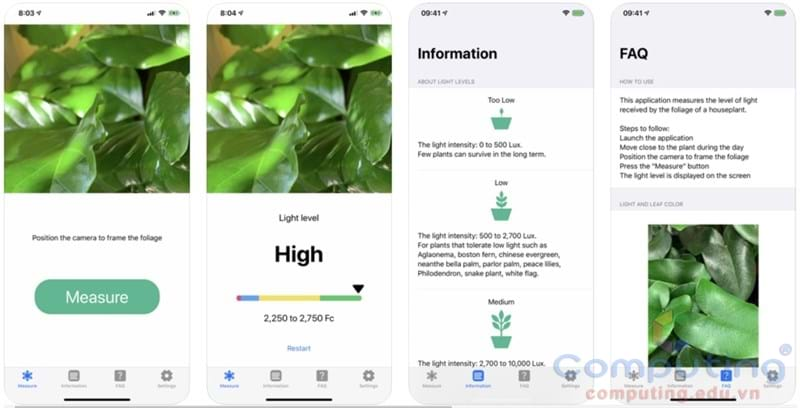 8:03
Position the camera to frame the foliage
Measure
Measure
Information
FAQ
Settings
8:04
Light level
High
2,250 to 2,750 Fc
Restart
Measure
Information
FAQ
Settings
09:41
Information
ABOUT LIGHT LEVELS
Too Low
The light intensity: 0 to 500 Lux.
Few plants can survive in the long term.
Low
The light intensity: 500 to 2,700 Lux.
For plants that tolerate low light such as
Aglaonema, boston fern, chinese evergreen,
neanthe bella palm, parlor palm, peace lilies,
Philodendron, snake plant, white flag.
Medium
The light intensity: 2,700 to 10,000 Lux.
Measure
Information
FAQ
Settings
09:41
FAQ
HOW TO USE
This application measures the level of light
received by the foliage of a houseplant.
Steps to follow:
Launch the application
Move close to the plant during the day
Position the camera to frame the foliage
Press the "Measure" button
The light level is displayed on the screen
LIGHT AND LEAF COLOR
Measure
Information
FAQ
Settings
Computing®
computing.edu.vn